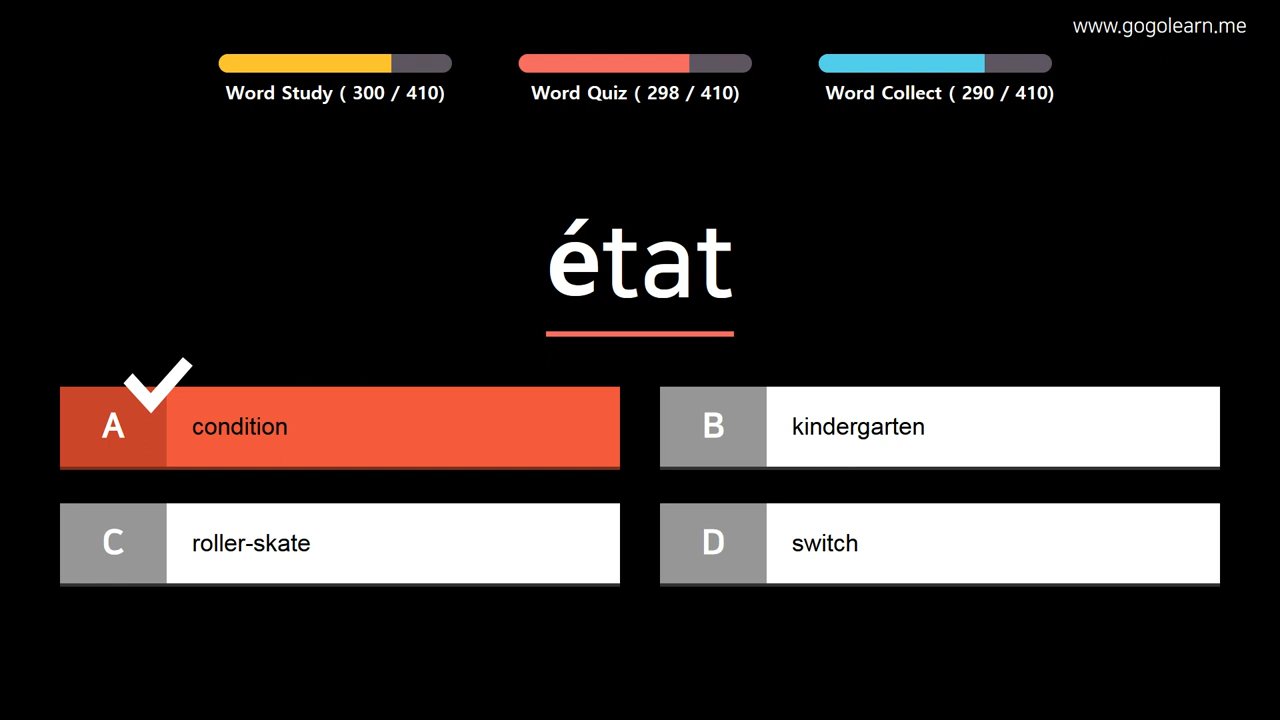 www.gogolearn.me
Word Study ( 300 / 410)
Word Quiz ( 298 / 410)
Word Collect ( 290 / 410)
état
A condition
B kindergarten
C roller-skate
D switch